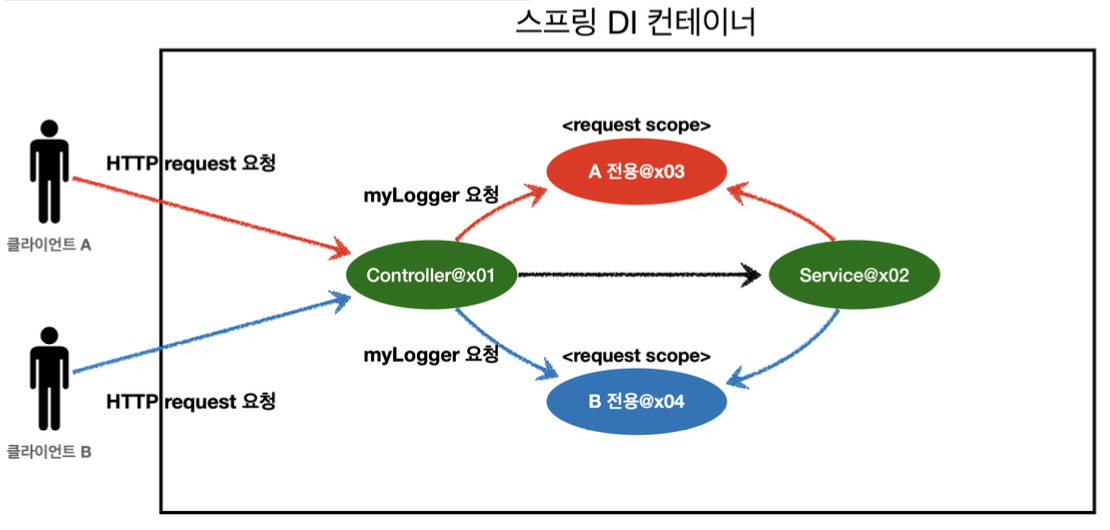 스프링 DI 컨테이너
<request scope>
HTTP request 요청
A 전용@x03
myLogger 요청
클라이언트 A
Controller@x01
Service@x02
myLogger 요청
<request scope>
HTTP request 요청
B 전용@x04
클라이언트 B